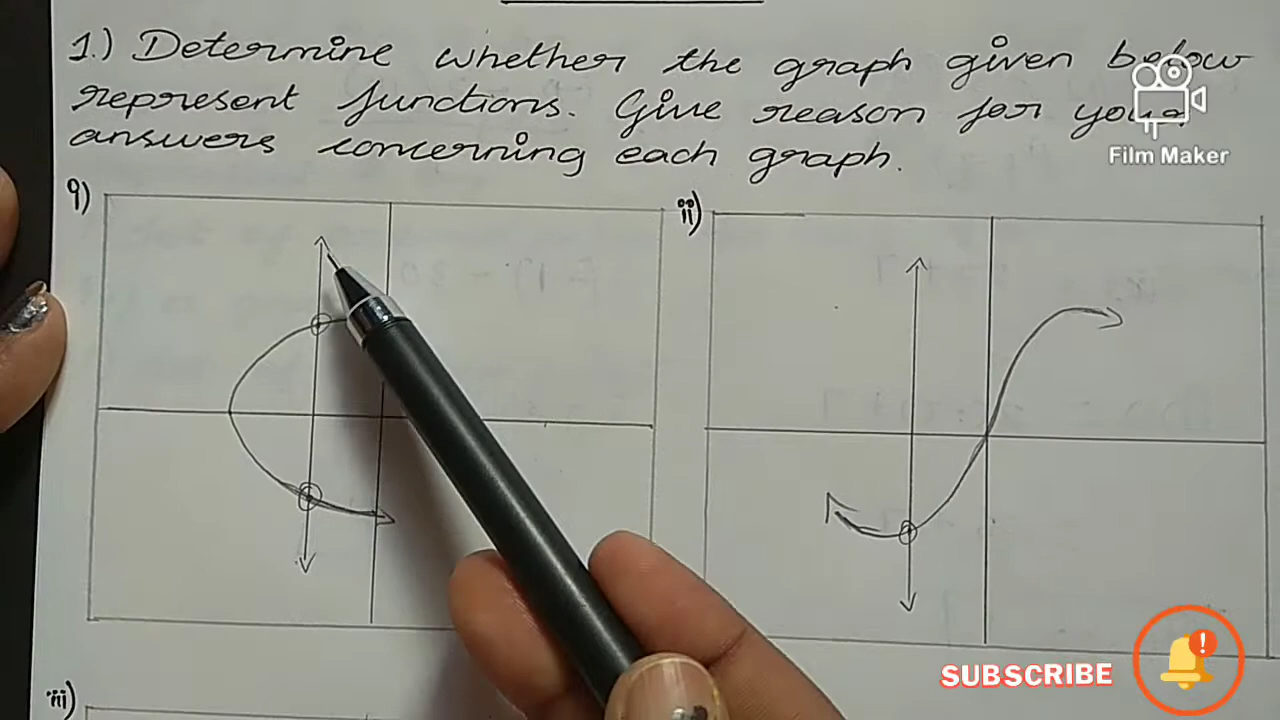 1.) Determine whether the graph given below
represent functions. Give reason for your
answers concerning each graph.
Film Maker
i)
ii)
iii)
SUBSCRIBE
!